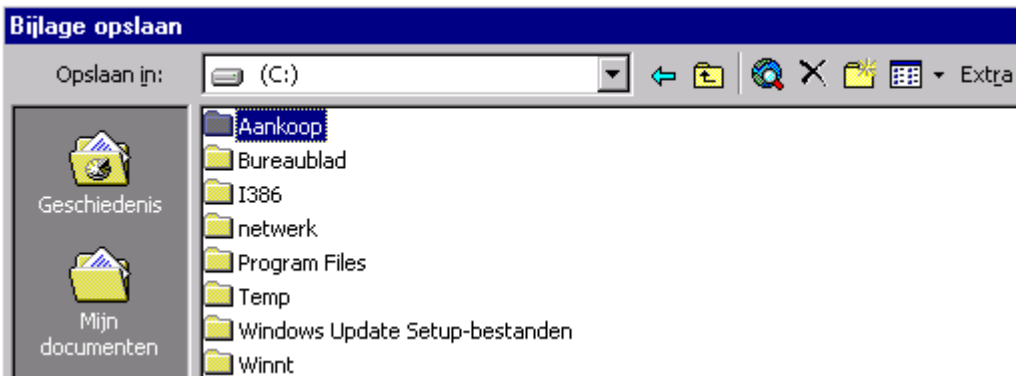 Bijlage opslaan
Opslaan in: (C:) Extra
Aankoop
Bureaublad
I386
netwerk
Program Files
Temp
Windows Update Setup-bestanden
Winnt
Geschiedenis
Mijn
documenten